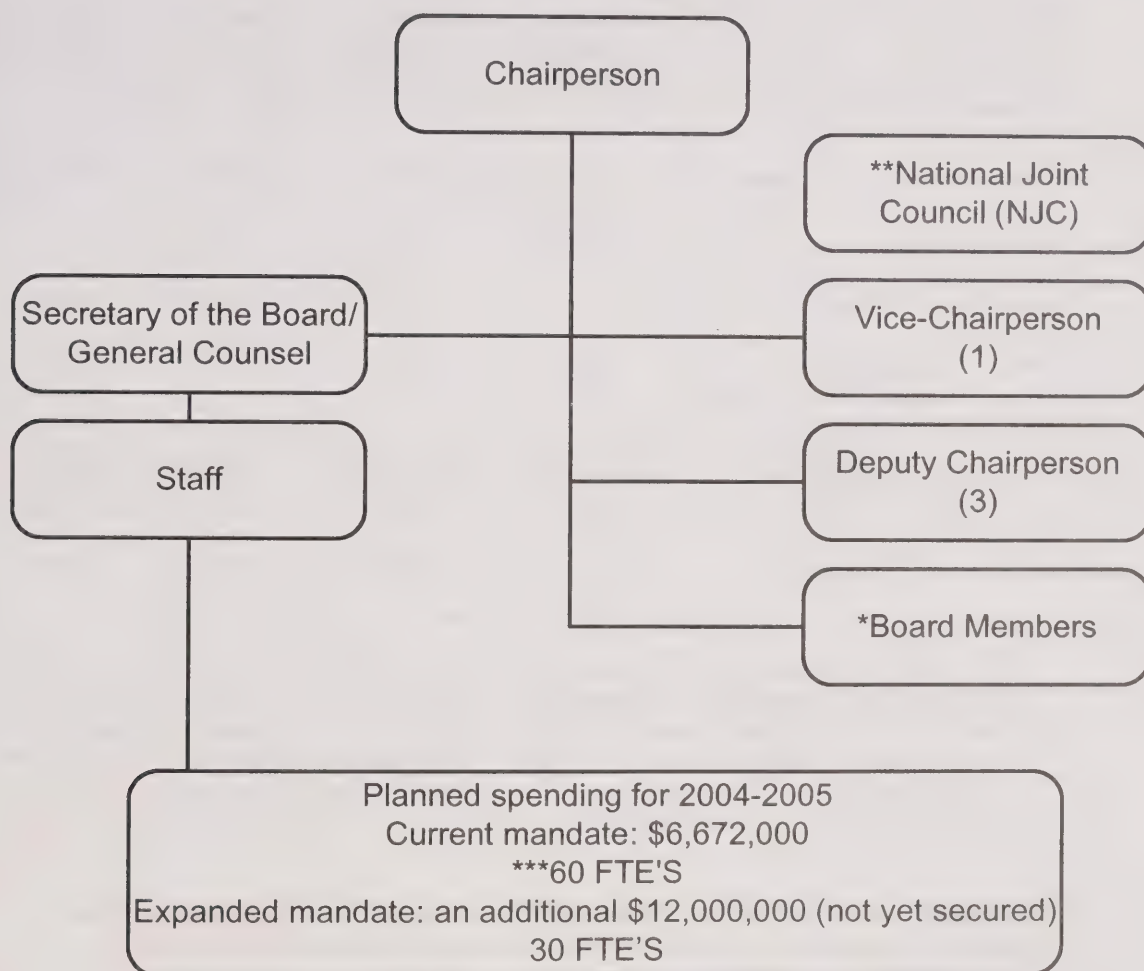 Chairperson
**National Joint
Council (NJC)
Secretary of the Board/
General Counsel
Vice-Chairperson
(1)
Staff
Deputy Chairperson
(3)
*Board Members
Planned spending for 2004-2005
Current mandate: $6,672,000
***60 FTE'S
Expanded mandate: an additional $12,000,000 (not yet secured)
30 FTE'S